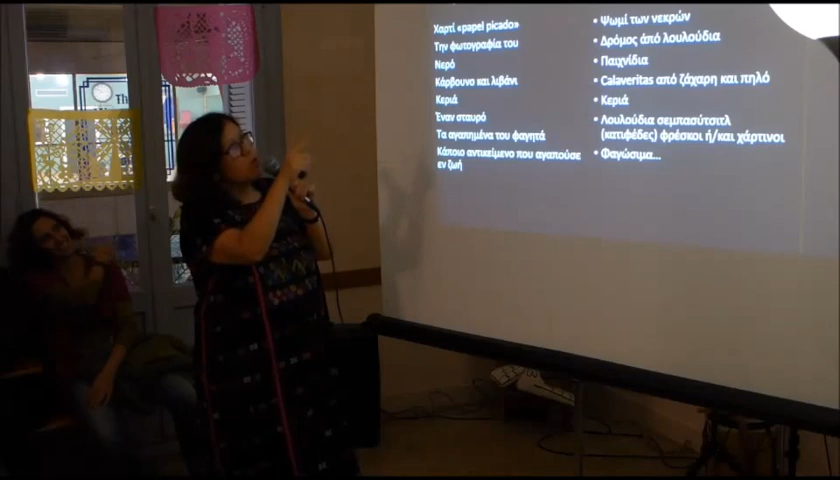 Χαρτί «papel picado»
Την φωτογραφία του
Νερό
Κάρβουνο και λιβάνι
Κεριά
Έναν σταυρό
Τα αγαπημένα του φαγητά
Κάποιο αντικείμενο που αγαπούσε
εν ζωή
• Ψωμί των νεκρών
• Δρόμος άπό λουλούδια
• Παιχνίδια
• Calaveritas από ζάχαρη και πηλό
• Κεριά
• Λουλούδια σεμπασύτσιτλ
(κατιφέδες) φρέσκοι ή/και χάρτινοι
• Φαγώσιμα...